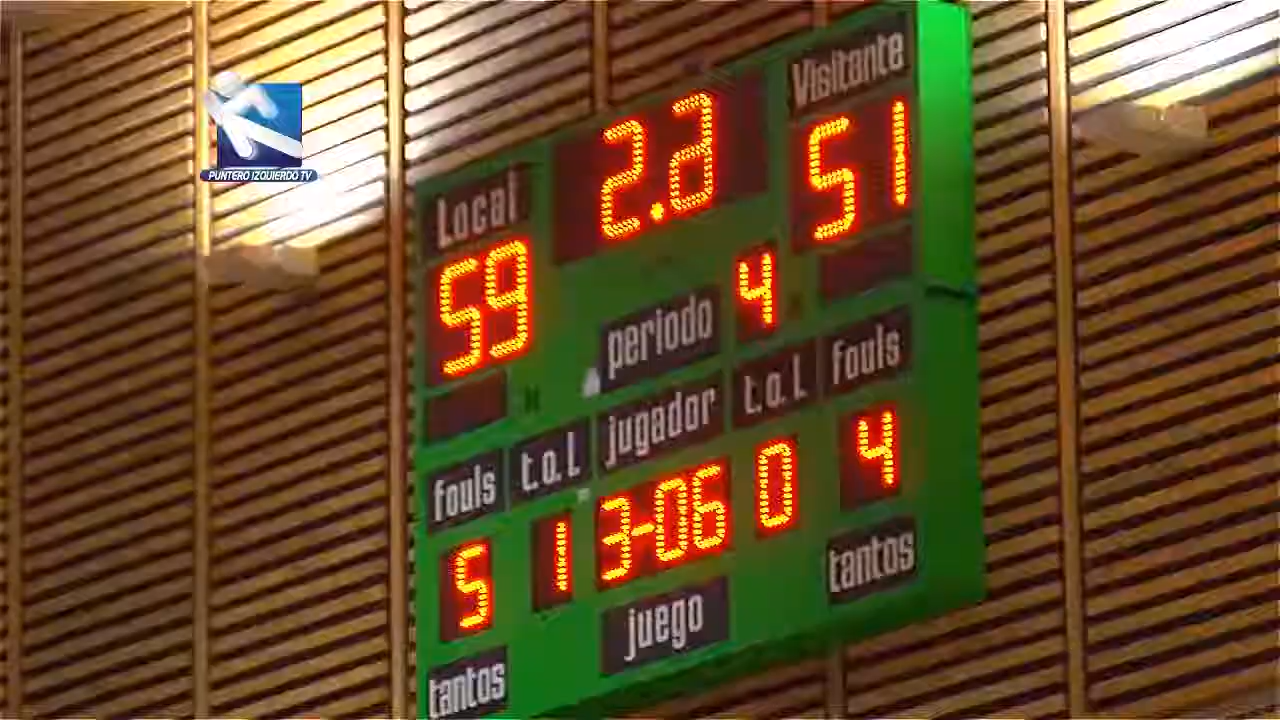 PUNTERO IZQUIERDO TV
Local
2.2
Visitante
59
51
periodo
4
fouls
t.o.l.
jugador
t.o.l.
fouls
5
1
3-06
0
4
tantos
juego
tantos